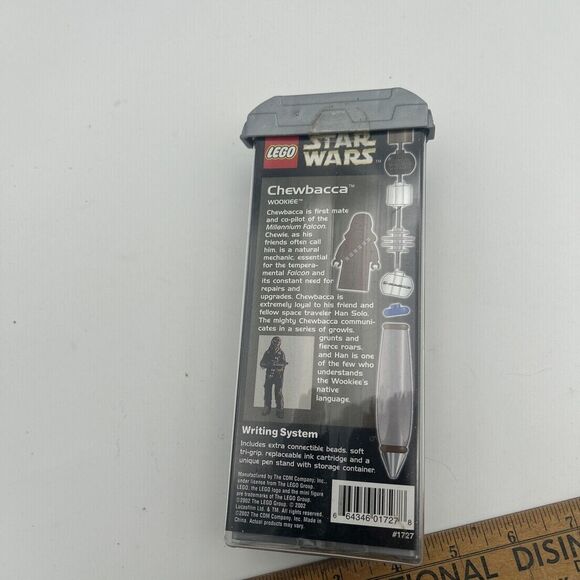 LEGO
STAR
WARS™
Chewbacca™
WOOKIEE™
Chewbacca is first mate
and co-pilot of the
Millennium Falcon.
Chewie, as his
friends often call
him, is a natural
mechanic, essential
for the tempera-
mental Falcon and
its constant need for
repairs and
upgrades. Chewbacca is
extremely loyal to his friend and
fellow space traveler Han Solo.
The mighty Chewbacca communi-
cates in a series of growls,
grunts and
fierce roars,
and Han is one
of the few who
understands
the Wookiee's
native
language.
Writing System
Includes extra connectible beads, soft
tri-grip, replaceable ink cartridge and a
unique pen stand with storage container.
Manufactured by The CDM Company, Inc.,
under license from The LEGO Group.
LEGO, the LEGO logo and the mini figure
are trademarks of The LEGO Group.
©2002 The LEGO Group. © 2002
Lucasfilm Ltd. & TM. All rights reserved.
©2002 The CDM Company, Inc. Made in
China. Actual products may vary.
6 64346 01727 8
#1727
4 5 6 7
ORD DISIN